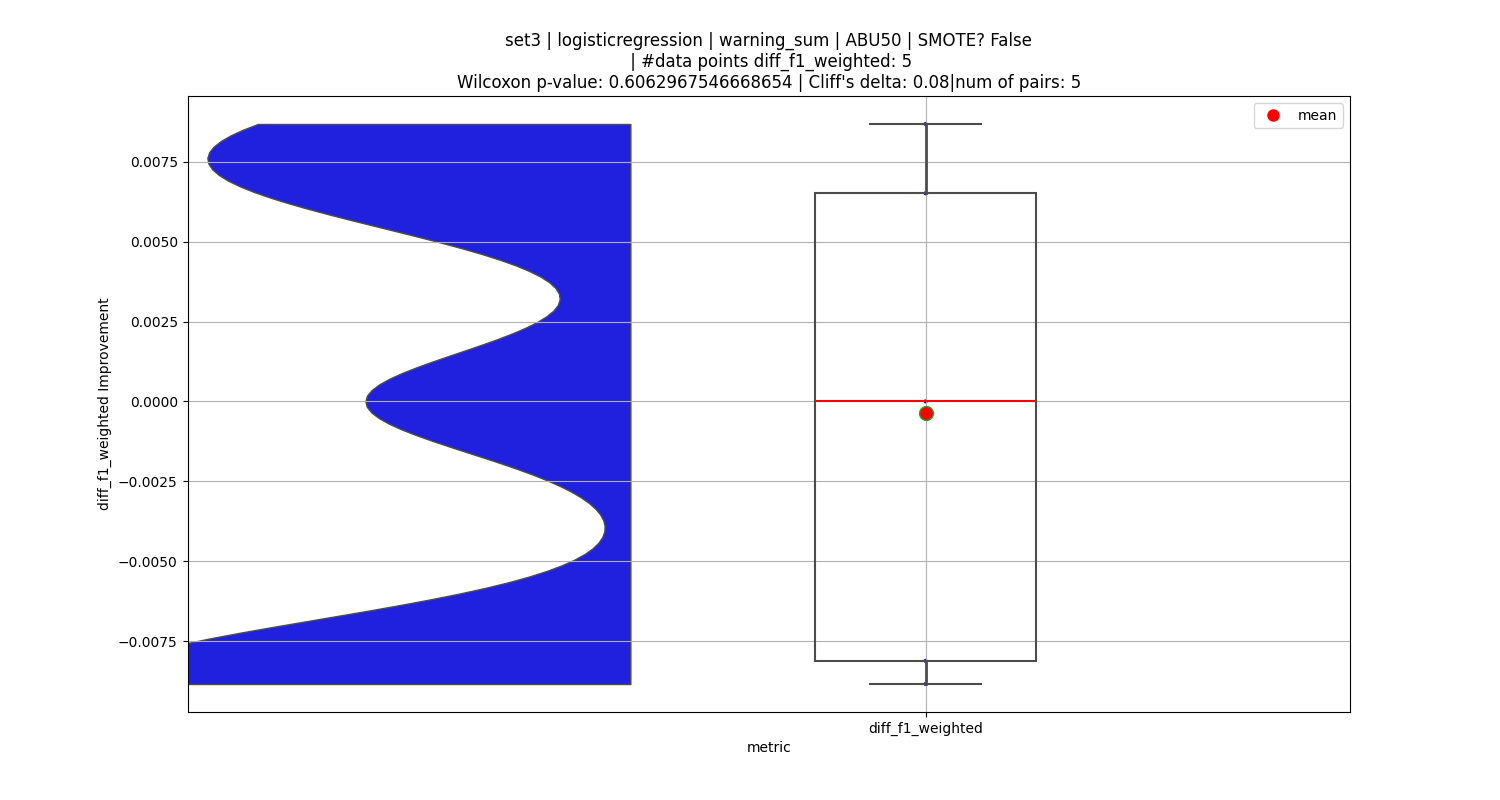 set3 | logisticregression | warning_sum | ABU50 | SMOTE? False
| #data points diff_f1_weighted: 5
Wilcoxon p-value: 0.6062967546668654 | Cliff's delta: 0.08|num of pairs: 5
mean
0.0075
0.0050
0.0025
0.0000
−0.0025
−0.0050
−0.0075
diff_f1_weighted Improvement
diff_f1_weighted
metric